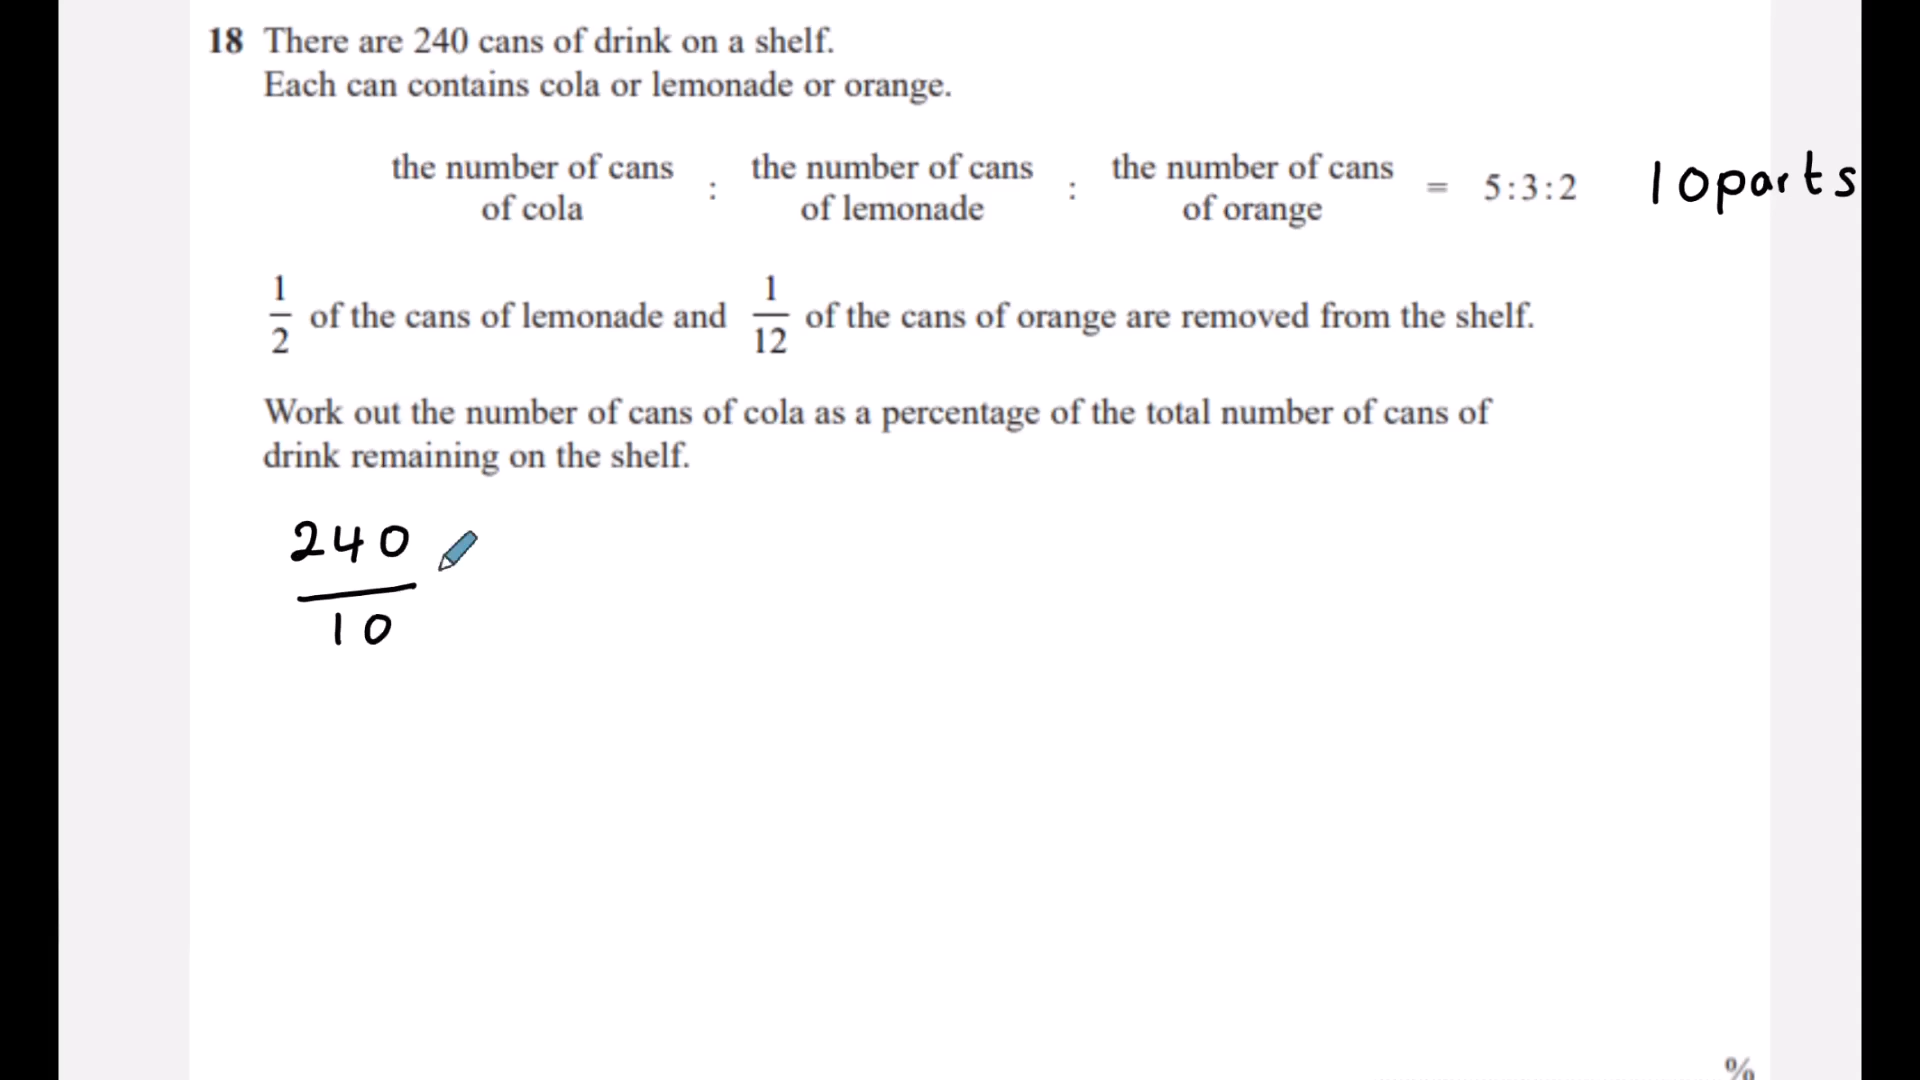 18 There are 240 cans of drink on a shelf.
Each can contains cola or lemonade or orange.
the number of cans of cola : the number of cans of lemonade : the number of cans of orange = 5:3:2 10 parts
1/2 of the cans of lemonade and 1/12 of the cans of orange are removed from the shelf.
Work out the number of cans of cola as a percentage of the total number of cans of
drink remaining on the shelf.
240
10
%